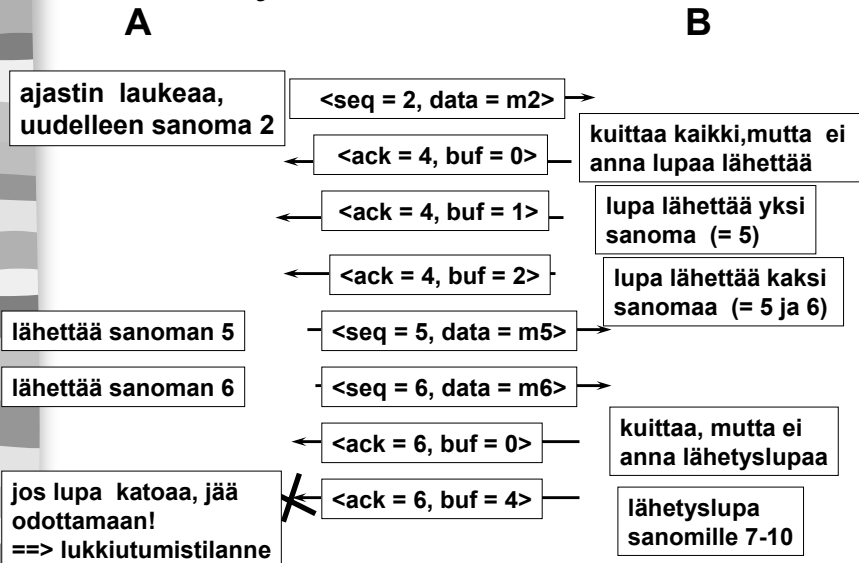 A
B
ajastin laukeaa,
uudelleen sanoma 2
<seq = 2, data = m2>
<ack = 4, buf = 0>
kuittaa kaikki,mutta ei
anna lupaa lähettää
<ack = 4, buf = 1>
lupa lähettää yksi
sanoma (= 5)
<ack = 4, buf = 2>
lupa lähettää kaksi
sanomaa (= 5 ja 6)
lähettää sanoman 5
<seq = 5, data = m5>
lähettää sanoman 6
<seq = 6, data = m6>
<ack = 6, buf = 0>
kuittaa, mutta ei
anna lähetyslupaa
jos lupa katoaa, jää
odottamaan!
==> lukkiutumistilanne
<ack = 6, buf = 4>
lähetyslupa
sanomille 7-10